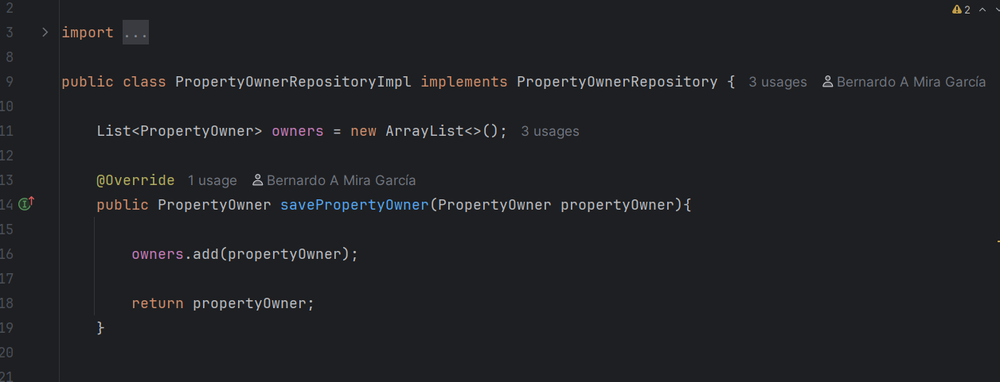 2
2
3 import ...
8
9 public class PropertyOwnerRepositoryImpl implements PropertyOwnerRepository { 3 usages Bernardo A Mira García
10
11 List<PropertyOwner> owners = new ArrayList<>(); 3 usages
12
13 @Override 1 usage Bernardo A Mira García
14 public PropertyOwner savePropertyOwner(PropertyOwner propertyOwner){
15
16 owners.add(propertyOwner);
17
18 return propertyOwner;
19 }
20
21